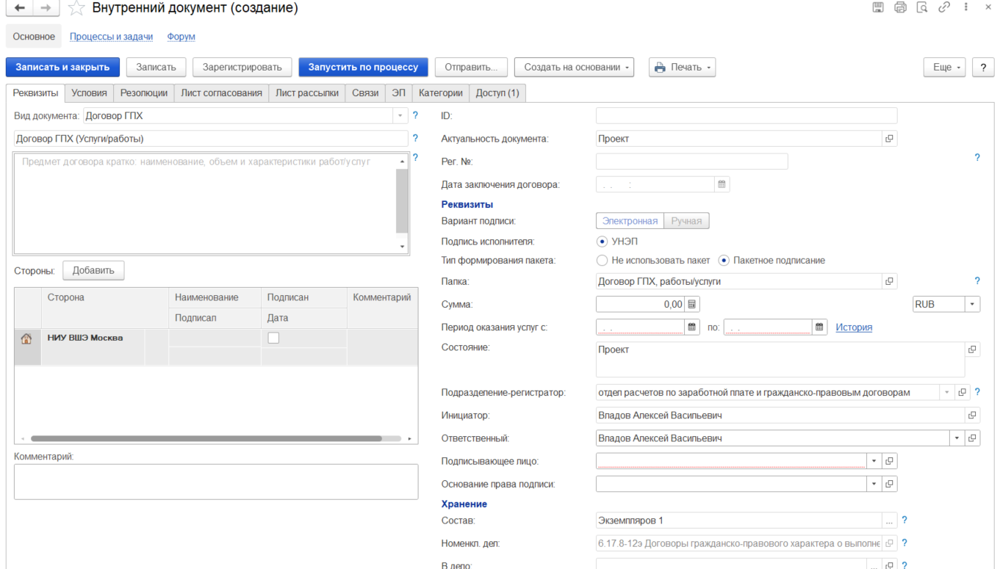 Внутренний документ (создание)
Основное Процессы и задачи Форум
Записать и закрыть Записать Зарегистрировать Запустить по процессу Отправить... Создать на основании Печать Еще ?
Реквизиты Условия Резолюции Лист согласования Лист рассылки Связи ЭП Категории Доступ (1)
Вид документа: Договор ГПХ ?
Договор ГПХ (Услуги/работы) ?
Предмет договора кратко: наименование, объем и характеристики работ/услуг ?
Стороны: Добавить
Сторона Наименование Подписан Комментарий
Подписал Дата
НИУ ВШЭ Москва
Комментарий:
ID:
Актуальность документа: Проект
Рег. №: ?
Дата заключения договора: . . :
Реквизиты
Вариант подписи: Электронная Ручная
Подпись исполнителя: УНЭП
Тип формирования пакета: Не использовать пакет Пакетное подписание
Папка: Договор ГПХ, работы/услуги ?
Сумма: 0,00 RUB
Период оказания услуг с: . . по: . . История
Состояние: Проект
Подразделение-регистратор: отдел расчетов по заработной плате и гражданско-правовым договорам ?
Инициатор: Владов Алексей Васильевич
Ответственный: Владов Алексей Васильевич
Подписывающее лицо:
Основание права подписи:
Хранение
Состав: Экземпляров 1 ... ?
Номенкл. дел: 6.17.8-12э Договоры гражданско-правового характера о выполне ?
В дело: ... ?